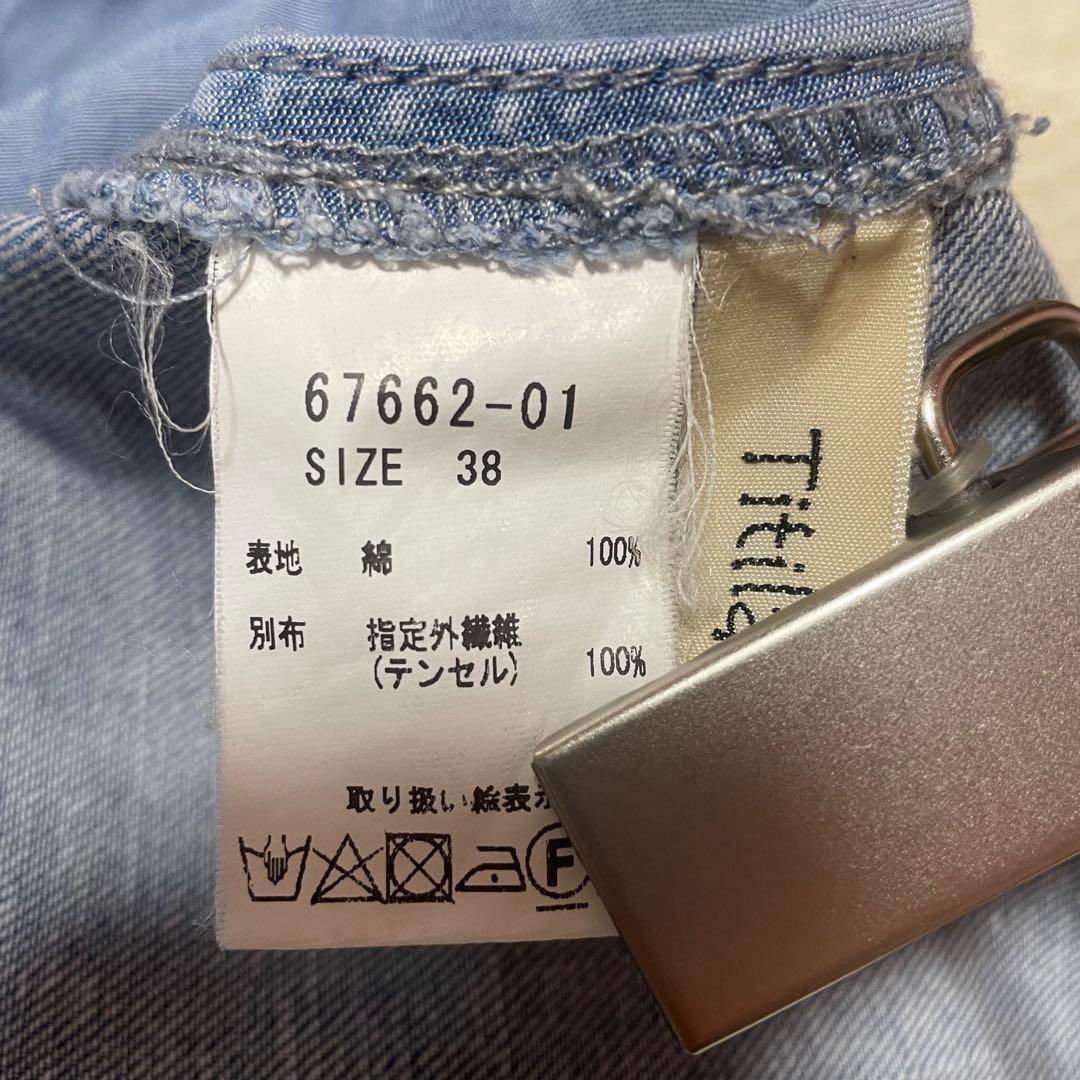 67662-01
SIZE 38
表地 綿 100%
別布 指定外繊維
(テンセル) 100%
取り扱い絵表
F